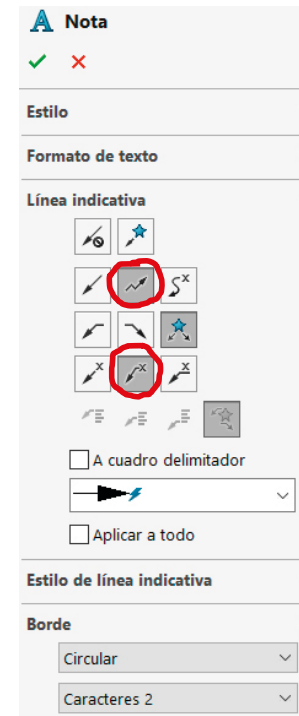 Nota
Estilo
Formato de texto
Línea indicativa
A cuadro delimitador
Aplicar a todo
Estilo de línea indicativa
Borde
Circular
Caracteres 2